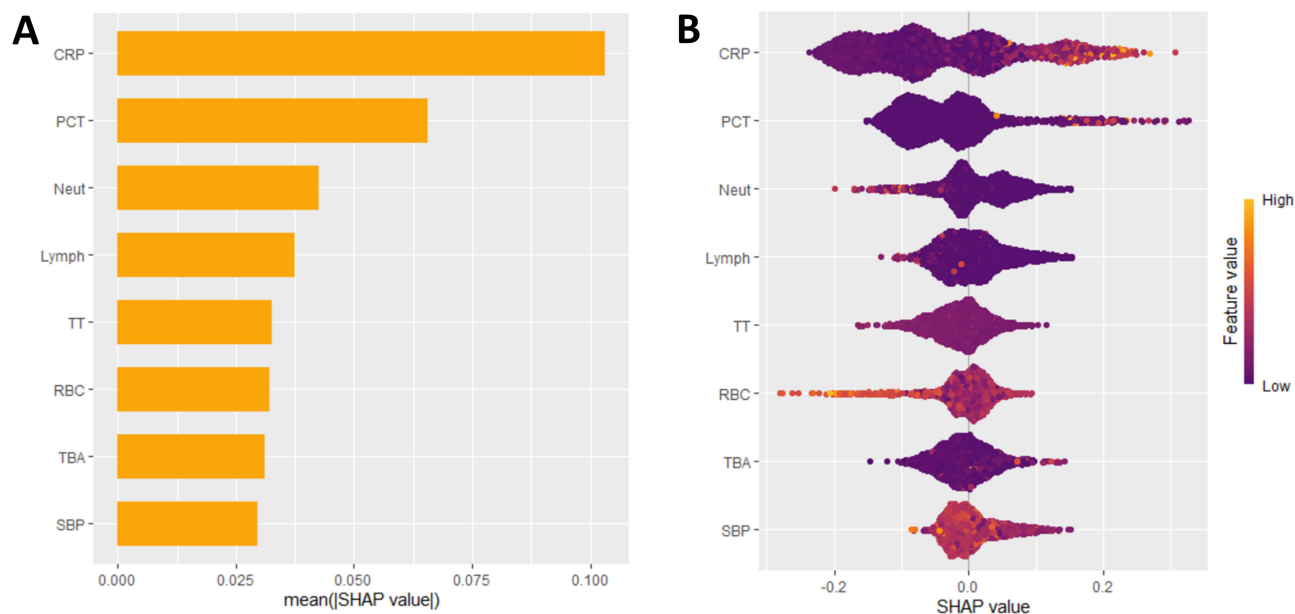 A
CRP
PCT
Neut
Lymph
TT
RBC
TBA
SBP
0.000 0.025 0.050 0.075 0.100
mean(|SHAP value|)
B
CRP
PCT
Neut
Lymph
TT
RBC
TBA
SBP
-0.2 0.0 0.2
SHAP value
High
Feature value
Low